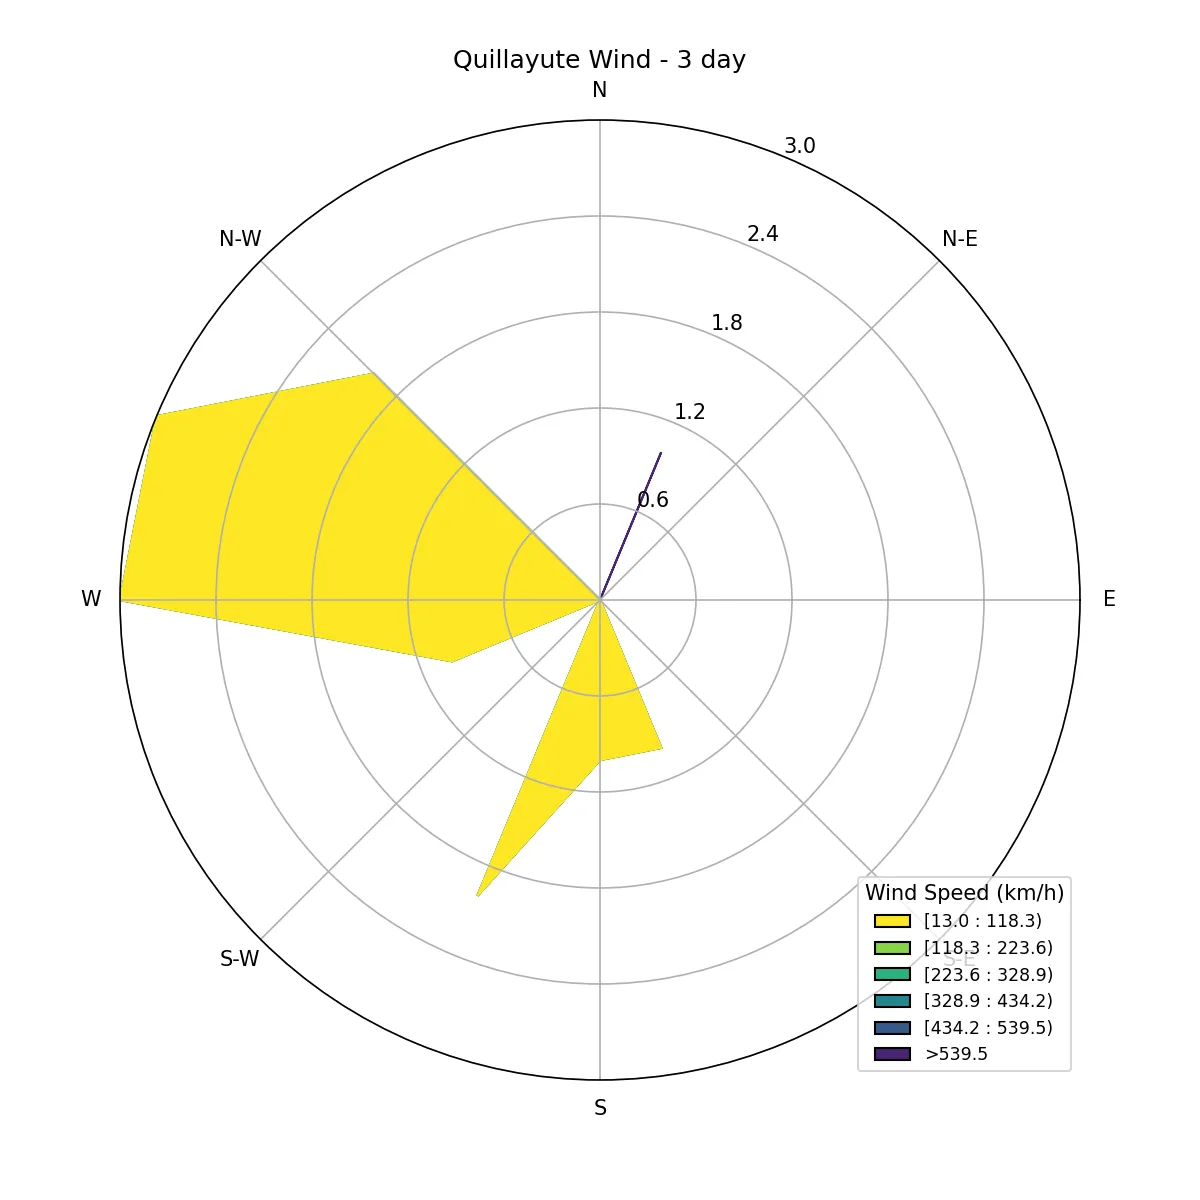 Quillayute Wind - 3 day
N
3.0
N-W
N-E
2.4
1.8
1.2
0.6
W
E
Wind Speed (km/h)
[13.0 : 118.3)
[118.3 : 223.6)
S-W
S-E
[223.6 : 328.9)
[328.9 : 434.2)
[434.2 : 539.5)
>539.5
S